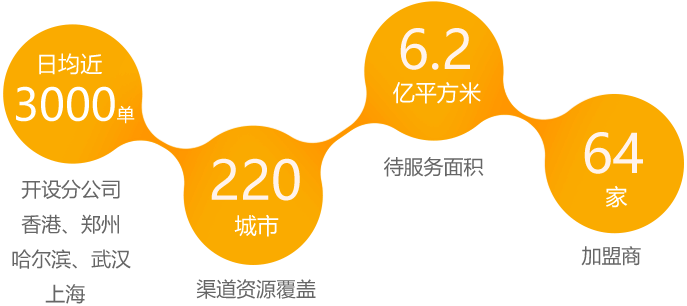 日均近
3000单
开设分公司
香港、郑州
哈尔滨、武汉
上海
220
城市
渠道资源覆盖
6.2
亿平方米
待服务面积
64
家
加盟商